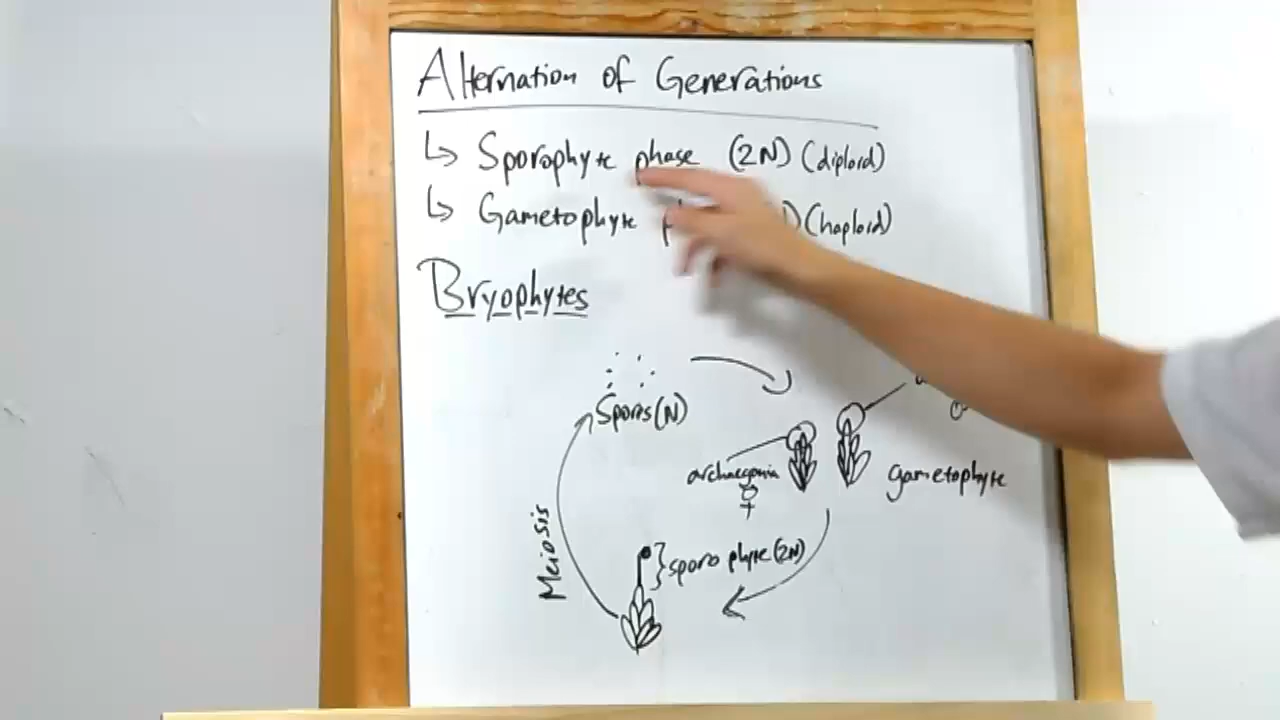 Alternation of Generations
↳ Sporophyte phase (2N) (diploid)
↳ Gametophyte (haploid)
Bryophytes
Spores(N)
archaegonia
♀
gametophyte
Meiosis
sporophyte(2N)